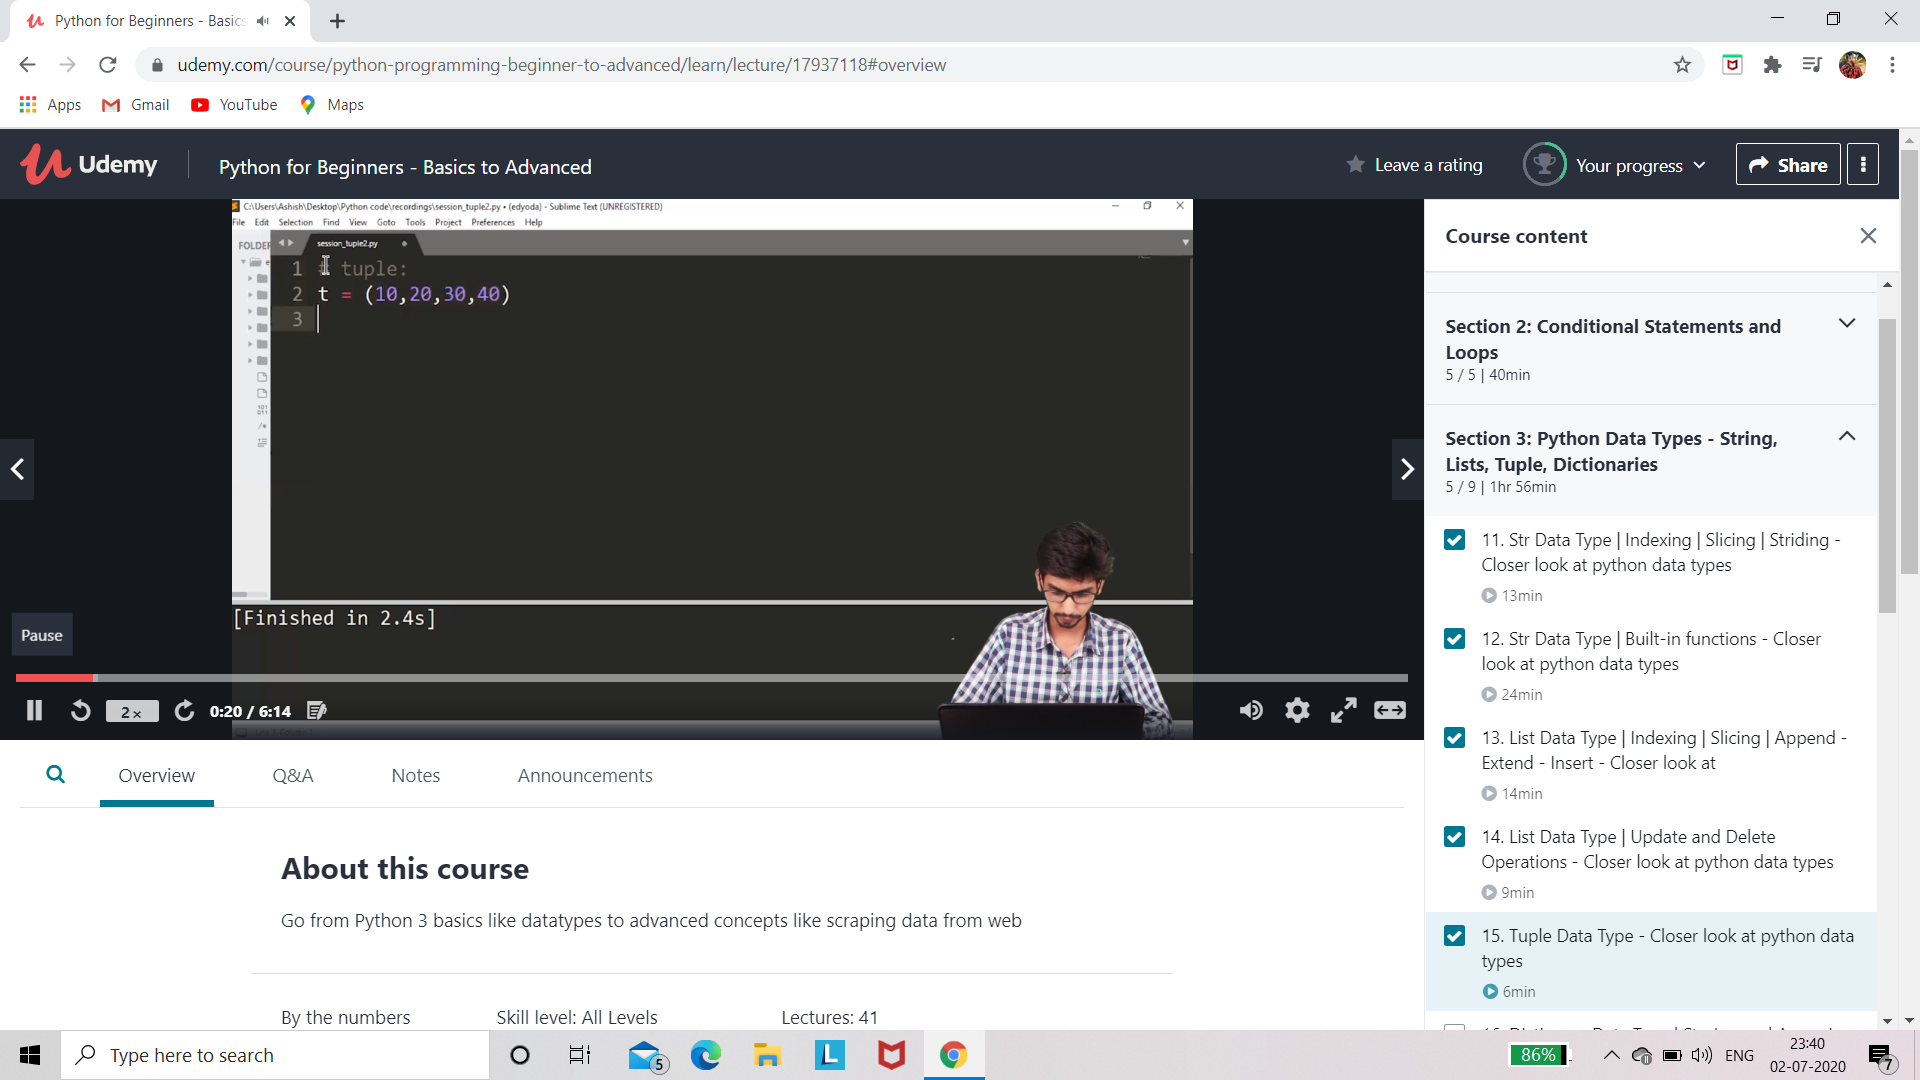 Python for Beginners - Basics
udemy.com/course/python-programming-beginner-to-advanced/learn/lecture/17937118#overview
Apps
Gmail
YouTube
Maps
Udemy
Python for Beginners - Basics to Advanced
Leave a rating
Your progress
Share
C:\Users\Ashish\Desktop\Python code\recordings\session_tuple2.py • (edyoda) - Sublime Text (UNREGISTERED)
File Edit Selection Find View Goto Tools Project Preferences Help
FOLDER
session_tuple2.py
1 # tuple:
2 t = (10,20,30,40)
3
[Finished in 2.4s]
Pause
2×
0:20 / 6:14
Course content
Section 2: Conditional Statements and
Loops
5 / 5 | 40min
Section 3: Python Data Types - String,
Lists, Tuple, Dictionaries
5 / 9 | 1hr 56min
11. Str Data Type | Indexing | Slicing | Striding -
Closer look at python data types
13min
12. Str Data Type | Built-in functions - Closer
look at python data types
24min
13. List Data Type | Indexing | Slicing | Append -
Extend - Insert - Closer look at
14min
14. List Data Type | Update and Delete
Operations - Closer look at python data types
9min
15. Tuple Data Type - Closer look at python data
types
6min
Overview
Q&A
Notes
Announcements
About this course
Go from Python 3 basics like datatypes to advanced concepts like scraping data from web
By the numbers
Skill level: All Levels
Lectures: 41
Type here to search
5
L
86%
ENG
23:40
02-07-2020
7